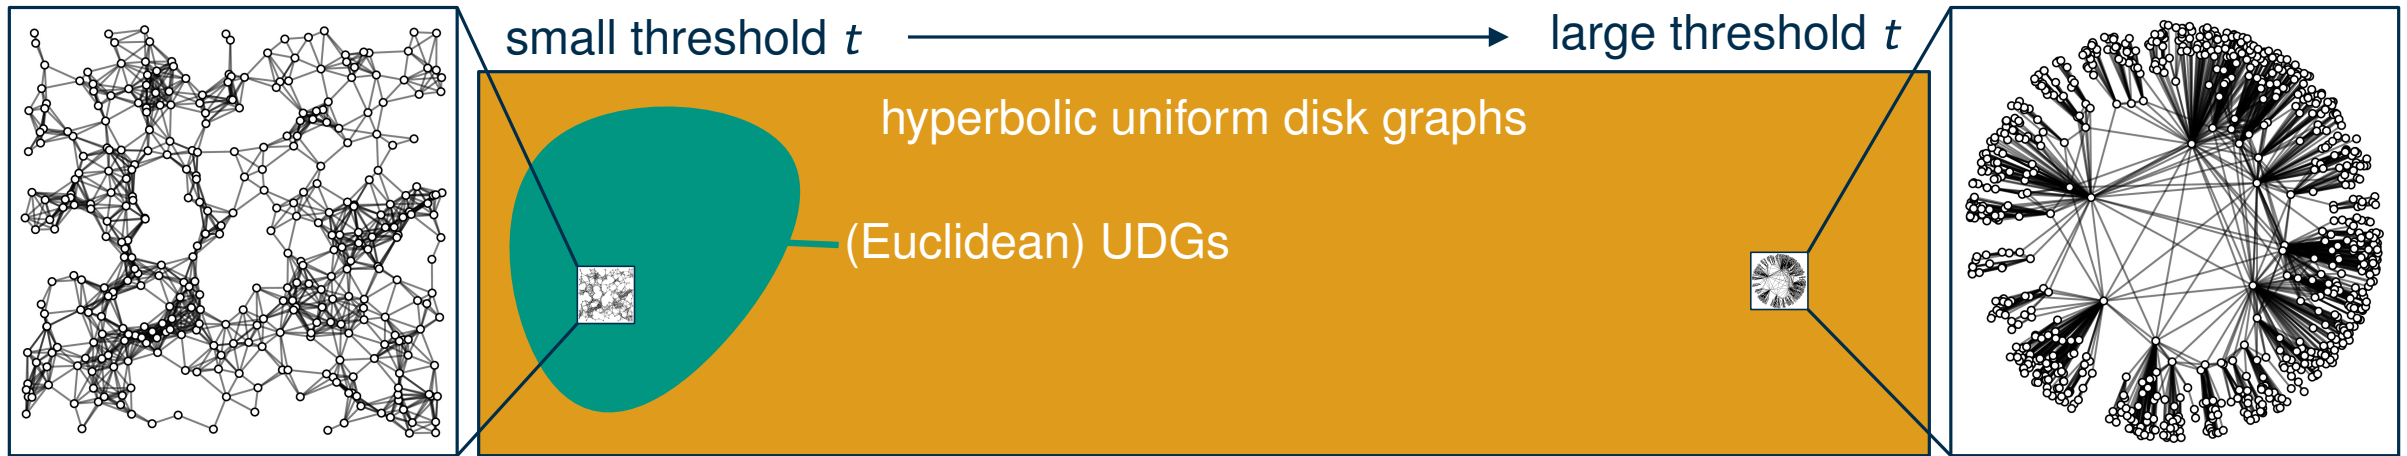 small threshold t
large threshold t
hyperbolic uniform disk graphs
(Euclidean) UDGs